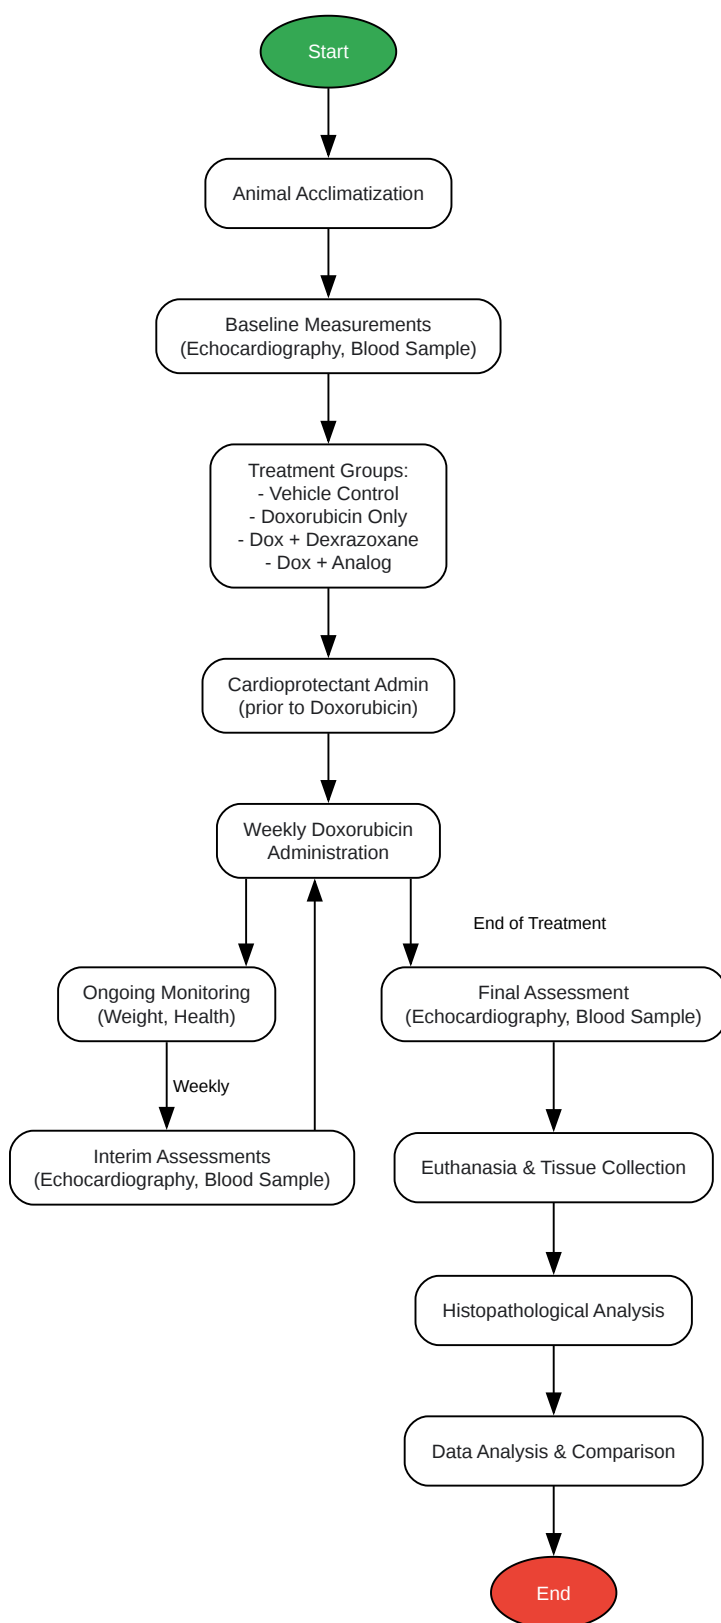 Start
Animal Acclimatization
Baseline Measurements
(Echocardiography, Blood Sample)
Treatment Groups:
- Vehicle Control
- Doxorubicin Only
- Dox + Dexrazoxane
- Dox + Analog
Cardioprotectant Admin
(prior to Doxorubicin)
Weekly Doxorubicin
Administration
End of Treatment
Ongoing Monitoring
(Weight, Health)
Final Assessment
(Echocardiography, Blood Sample)
Weekly
Interim Assessments
(Echocardiography, Blood Sample)
Euthanasia & Tissue Collection
Histopathological Analysis
Data Analysis & Comparison
End